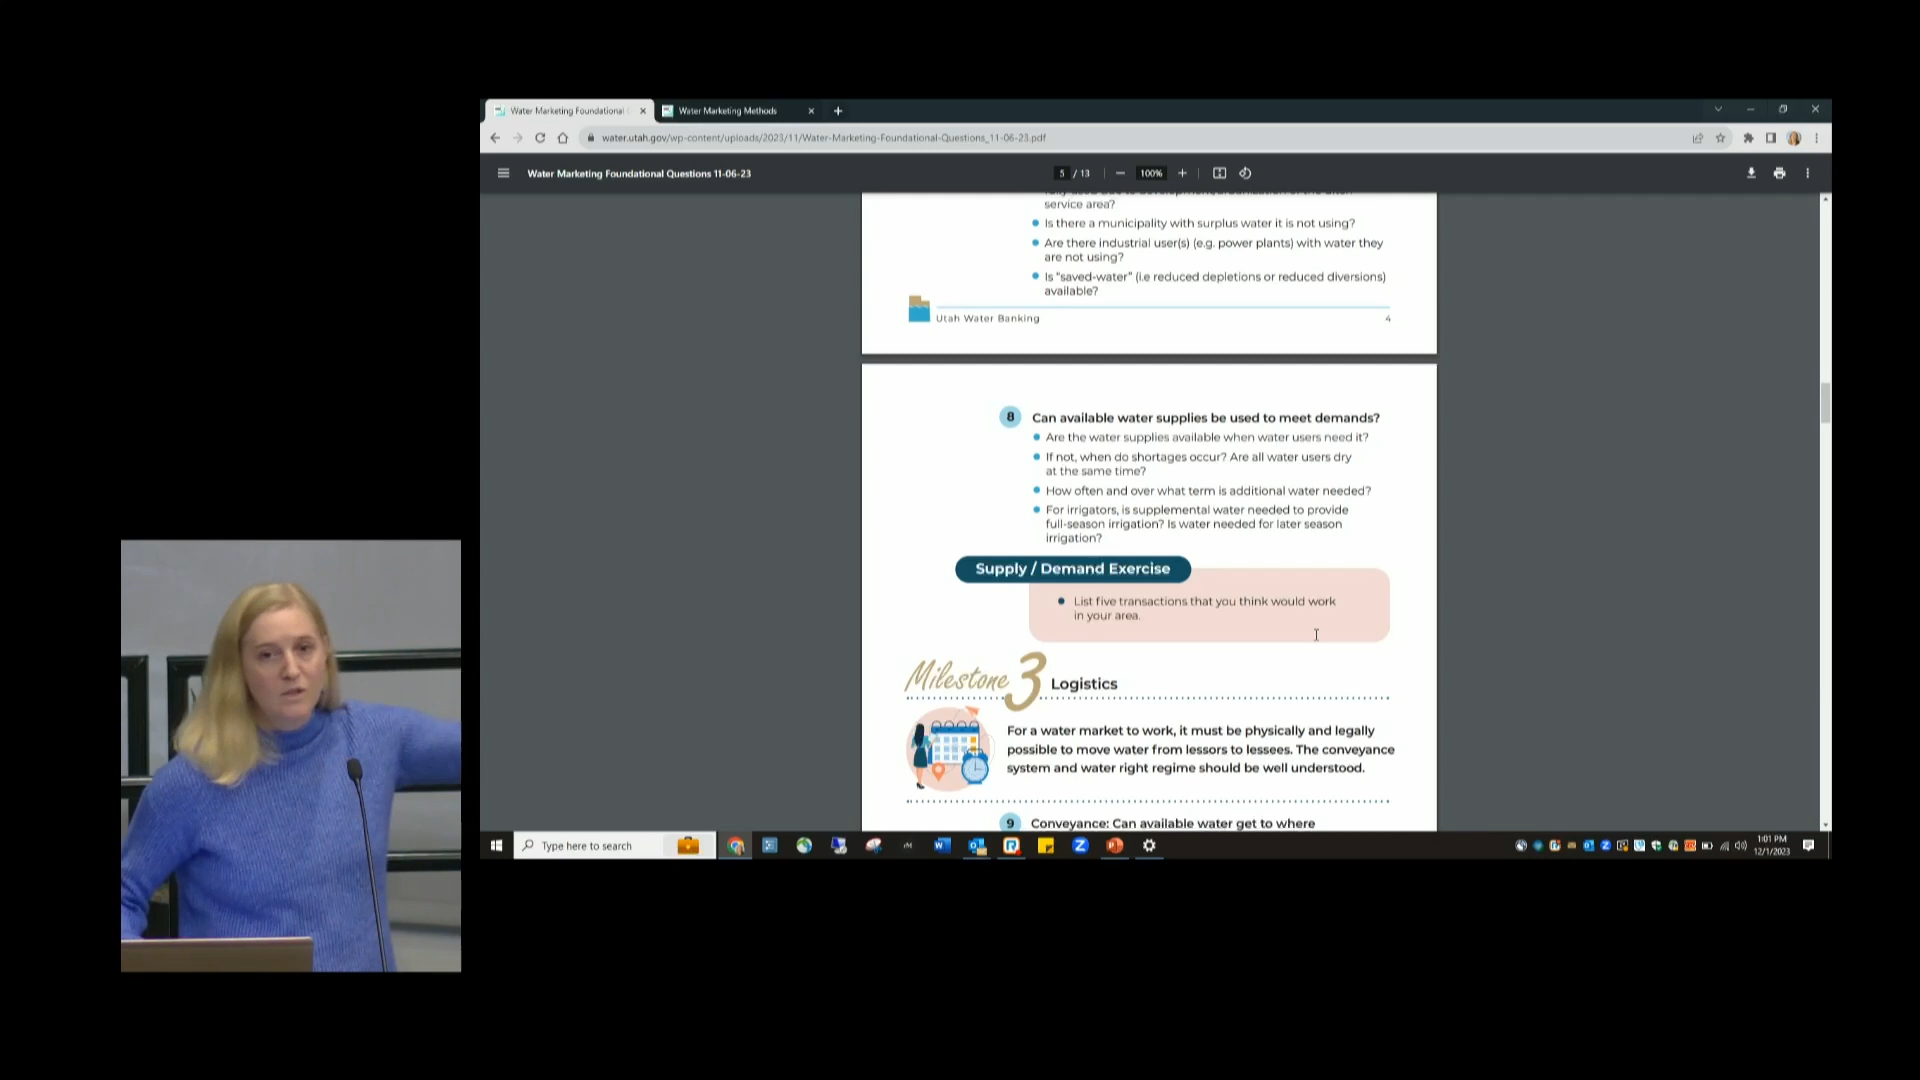 Water Marketing Foundational
Water Marketing Methods
water.utah.gov/wp-content/uploads/2023/11/Water-Marketing-Foundational-Questions_11-06-23.pdf
Water Marketing Foundational Questions 11-06-23
5 / 13
100%
service area?
Is there a municipality with surplus water it is not using?
Are there industrial user(s) (e.g. power plants) with water they
are not using?
Is "saved-water" (i.e reduced depletions or reduced diversions)
available?
Utah Water Banking
4
8 Can available water supplies be used to meet demands?
Are the water supplies available when water users need it?
If not, when do shortages occur? Are all water users dry
at the same time?
How often and over what term is additional water needed?
For irrigators, is supplemental water needed to provide
full-season irrigation? Is water needed for later season
irrigation?
Supply / Demand Exercise
List five transactions that you think would work
in your area.
Milestone 3 Logistics
For a water market to work, it must be physically and legally
possible to move water from lessors to lessees. The conveyance
system and water right regime should be well understood.
9 Conveyance: Can available water get to where
Type here to search
1:01 PM
12/1/2023